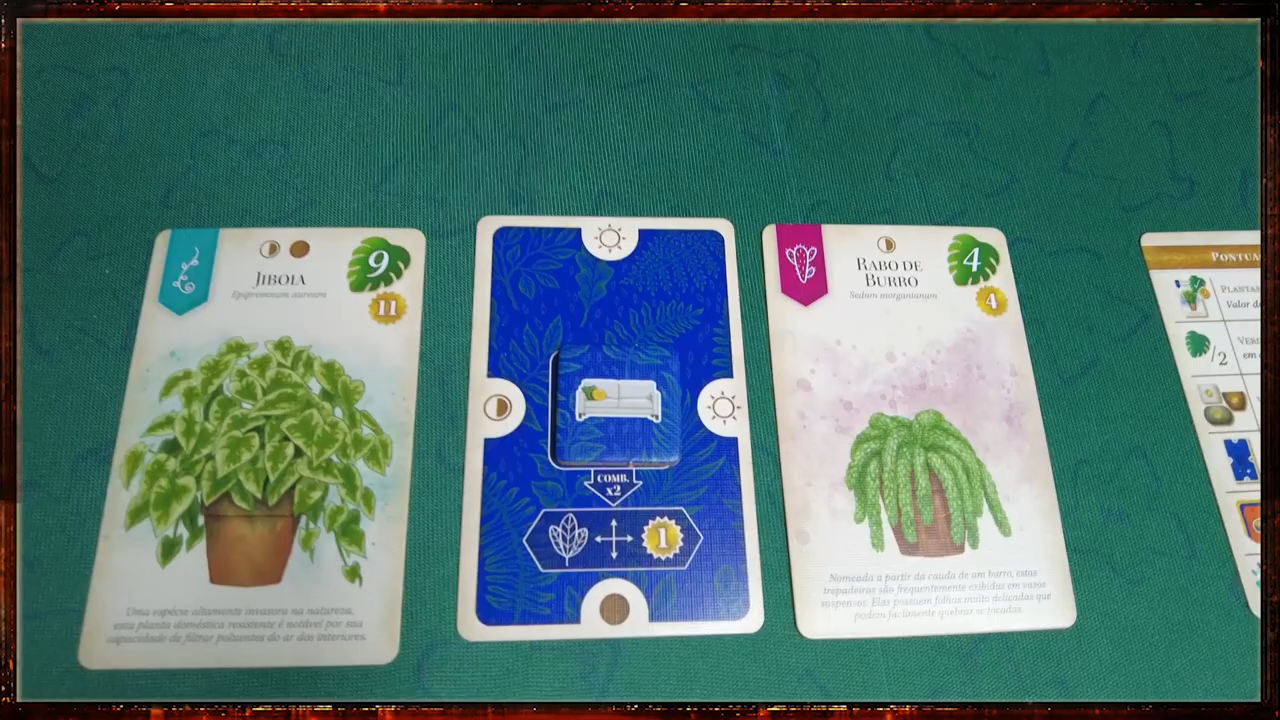 JIBOIA
Epipremnum aureum
9
11
Uma espécie altamente invasora na natureza,
esta planta doméstica resistente é notável por sua
capacidade de filtrar poluentes do ar dos interiores.
COMB.
x2
1
RABO DE
BURRO
Sedum morganianum
4
4
Nomeada a partir da cauda de um burro, estas
trepadeiras são frequentemente exibidas em vasos
suspensos. Elas possuem folhas muito delicadas que
podem facilmente quebrar se tocadas.
Valor d
/2
em